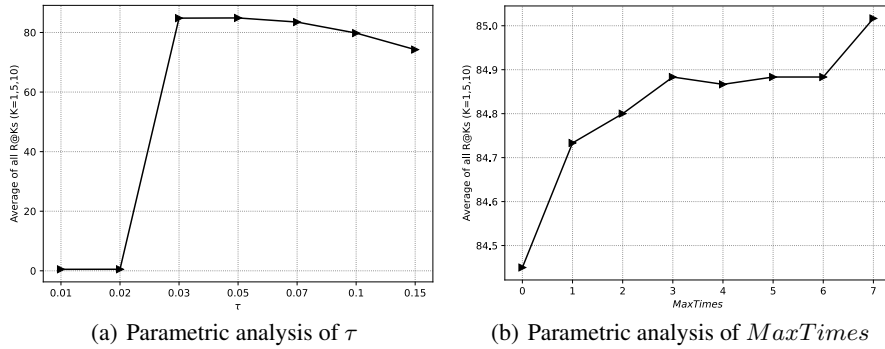 Average of all R@Ks (K=1,5,10)
80
60
40
20
0
0.01 0.02 0.03 0.05 0.07 0.1 0.15
τ
(a) Parametric analysis of τ
Average of all R@Ks (K=1,5,10)
85.0
84.9
84.8
84.7
84.6
84.5
0 1 2 3 4 5 6 7
MaxTimes
(b) Parametric analysis of MaxTimes